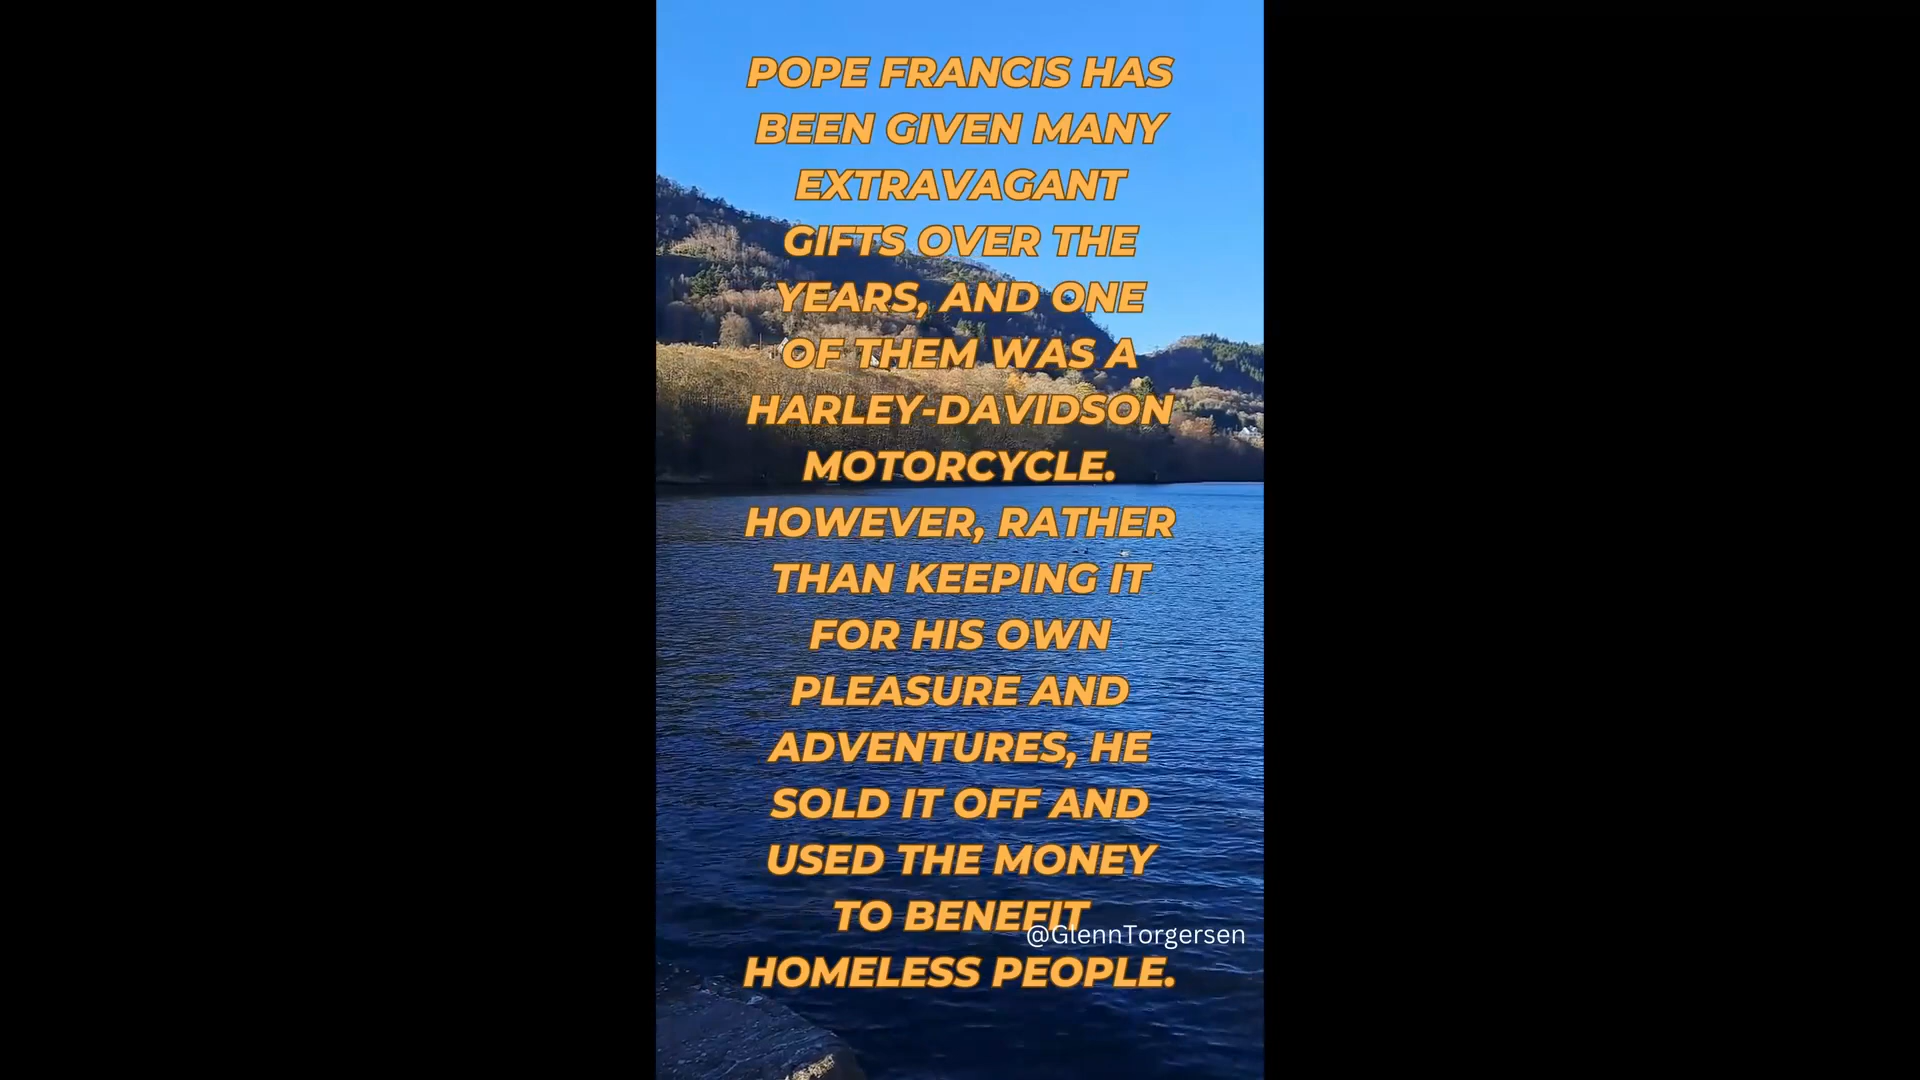 POPE FRANCIS HAS
BEEN GIVEN MANY
EXTRAVAGANT
GIFTS OVER THE
YEARS, AND ONE
OF THEM WAS A
HARLEY-DAVIDSON
MOTORCYCLE.
HOWEVER, RATHER
THAN KEEPING IT
FOR HIS OWN
PLEASURE AND
ADVENTURES, HE
SOLD IT OFF AND
USED THE MONEY
TO BENEFIT
@GlennTorgersen
HOMELESS PEOPLE.